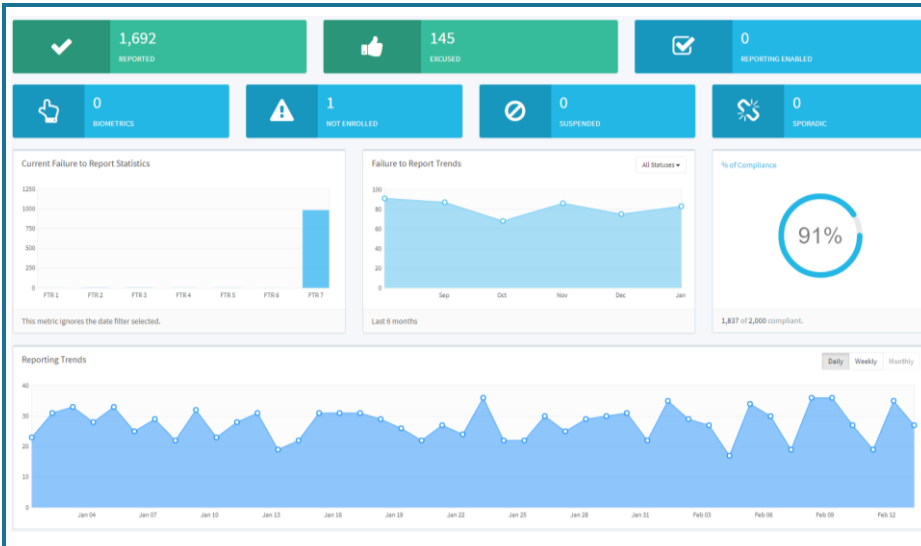 1,692
REPORTED
145
EXCUSED
0
REPORTING ENABLED
0
BIOMETRICS
1
NOT ENROLLED
0
SUSPENDED
0
SPORADIC
Current Failure to Report Statistics
1250
1000
750
500
250
0
FTR 1 FTR 2 FTR 3 FTR 4 FTR 5 FTR 6 FTR 7
This metric ignores the date filter selected.
Failure to Report Trends
All Statuses
100
80
60
40
20
0
Sep Oct Nov Dec Jan
Last 6 months
% of Compliance
91%
1,837 of 2,000 compliant.
Reporting Trends
Daily Weekly Monthly
40
30
20
10
0
Jan 04 Jan 07 Jan 10 Jan 13 Jan 16 Jan 19 Jan 22 Jan 25 Jan 28 Jan 31 Feb 03 Feb 06 Feb 09 Feb 12